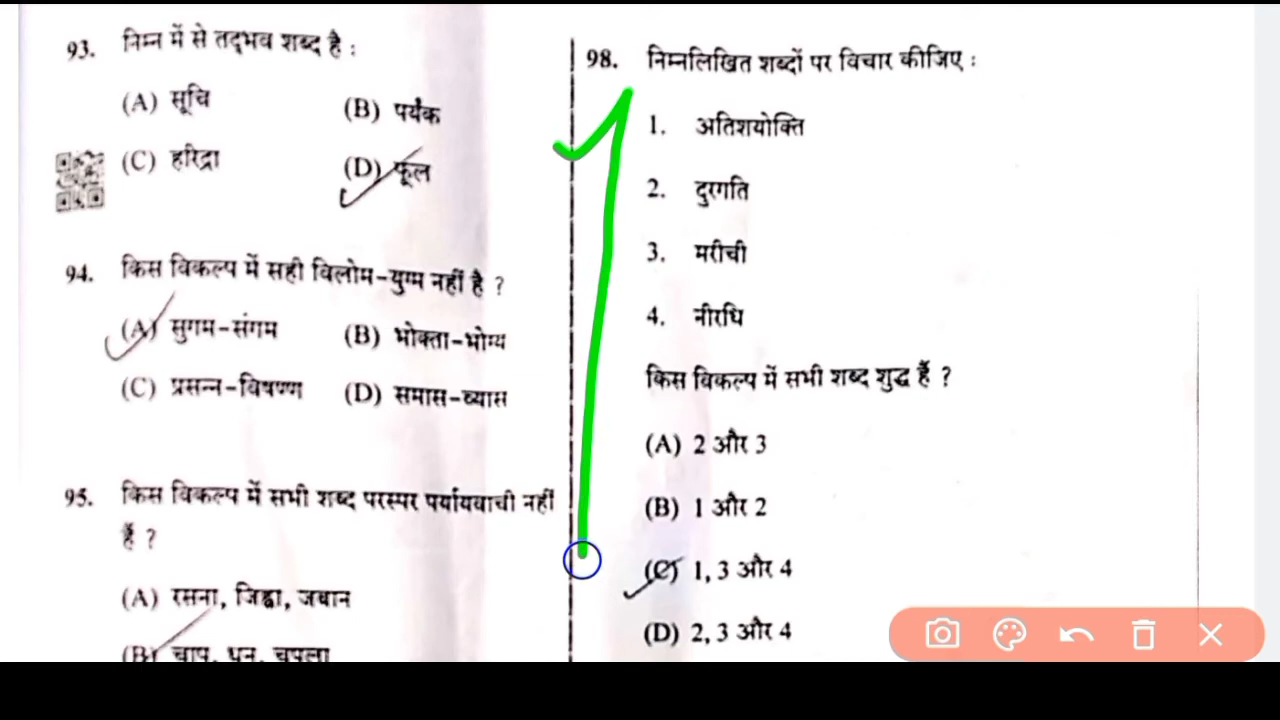 93. निम्न में से तद्भव शब्द है :
(A) सूचि (B) पर्यंक
(C) हरिद्रा (D) फूल
94. किस विकल्प में सही विलोम-युग्म नहीं है ?
(A) सुगम-संगम (B) भोक्ता-भोग्य
(C) प्रसन्न-विषण्ण (D) समास-व्यास
95. किस विकल्प में सभी शब्द परस्पर पर्यायवाची नहीं
हैं ?
(A) रसना, जिह्वा, जबान
(B) चाप, धनु, चपला
98. निम्नलिखित शब्दों पर विचार कीजिए :
1. अतिशयोक्ति
2. दुरगति
3. मरीची
4. नीरधि
किस विकल्प में सभी शब्द शुद्ध हैं ?
(A) 2 और 3
(B) 1 और 2
(C) 1, 3 और 4
(D) 2, 3 और 4